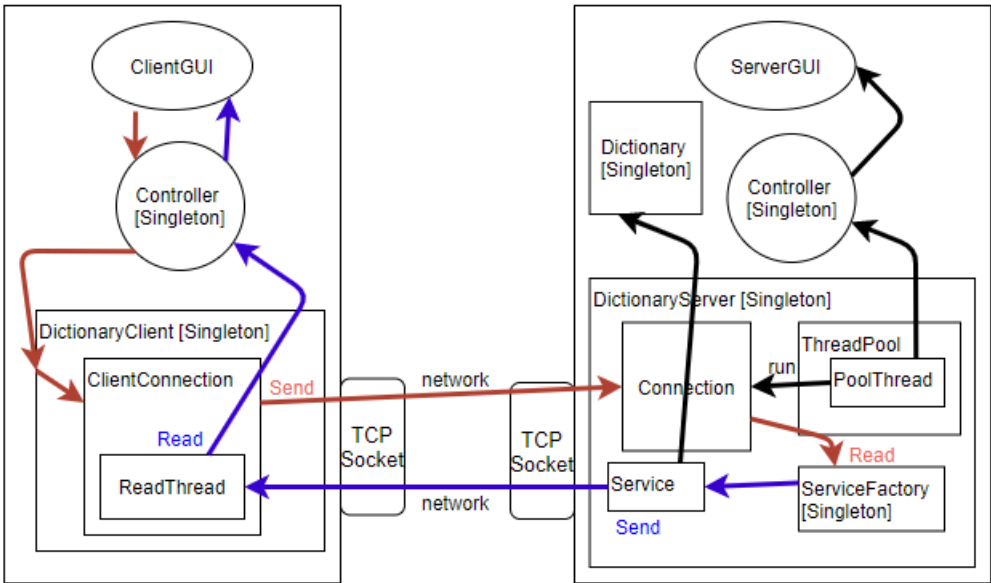 ClientGUI
Controller
[Singleton]
DictionaryClient [Singleton]
ClientConnection
Send
Read
ReadThread
network
TCP
Socket
TCP
Socket
network
ServerGUI
Dictionary
[Singleton]
Controller
[Singleton]
DictionaryServer [Singleton]
Connection
run
ThreadPool
PoolThread
Read
Service
Send
ServiceFactory
[Singleton]